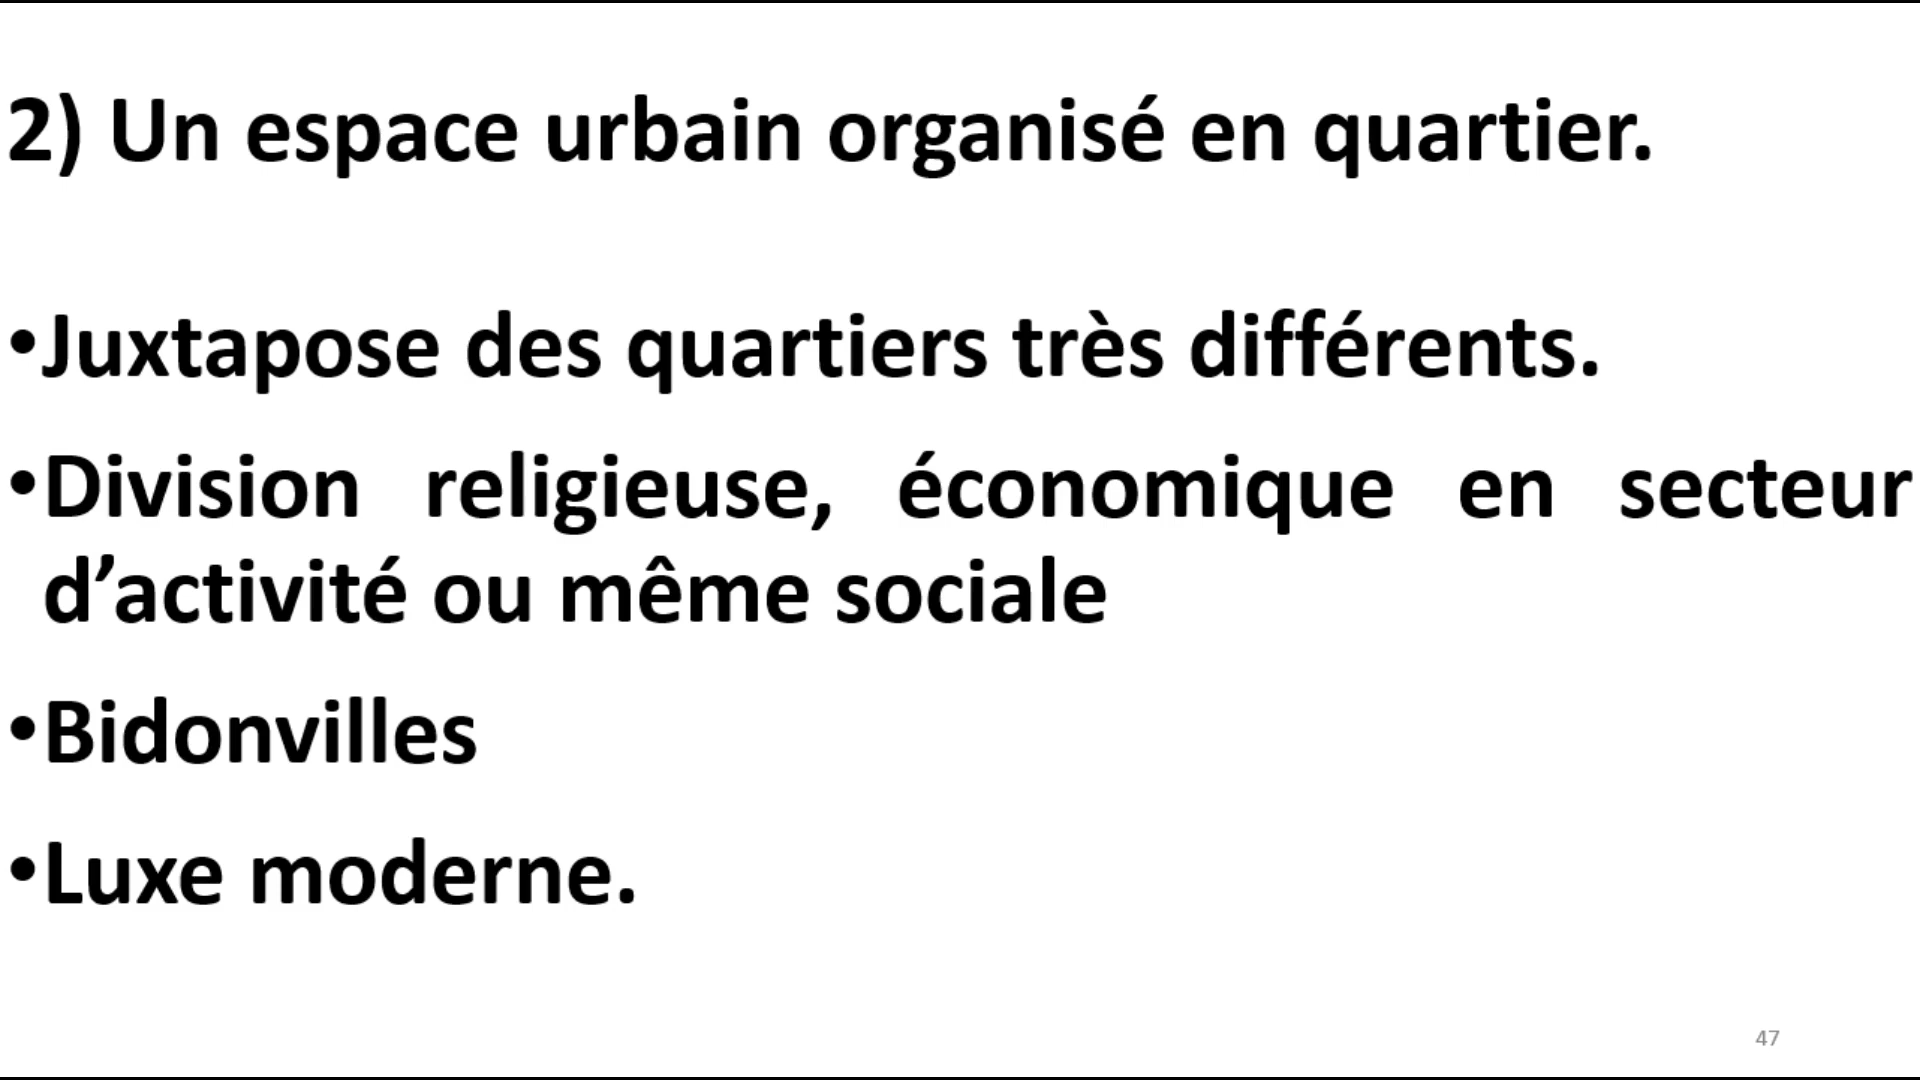 2) Un espace urbain organisé en quartier.
•Juxtapose des quartiers très différents.
•Division religieuse, économique en secteur
d’activité ou même sociale
•Bidonvilles
•Luxe moderne.
47